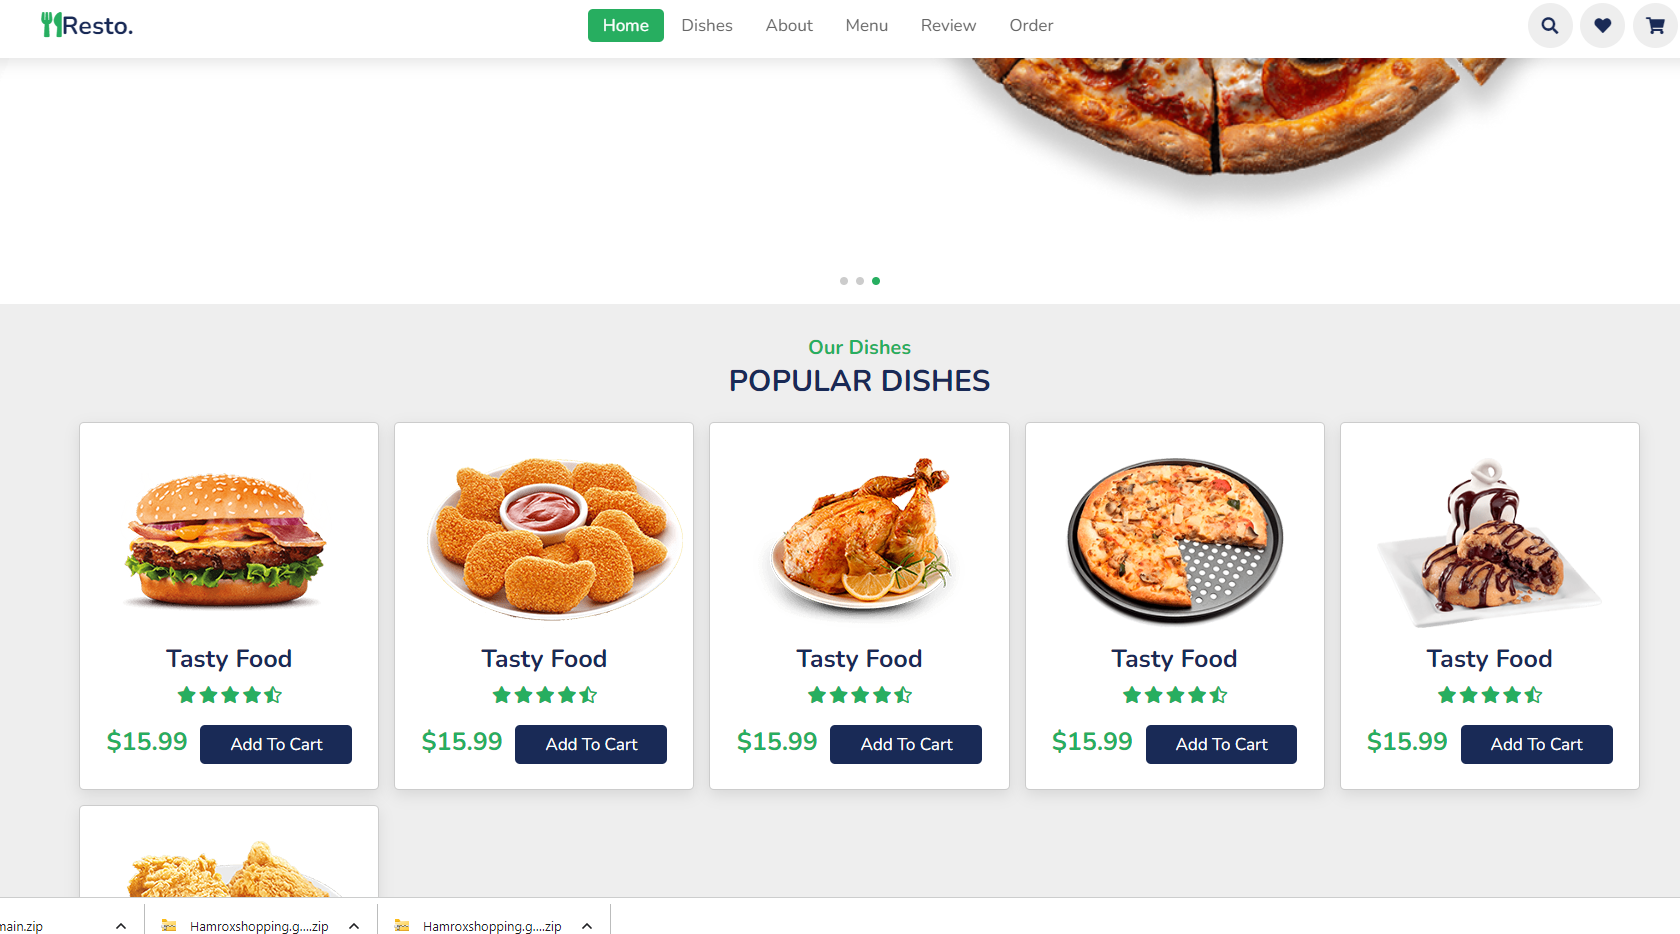 Resto.
Home Dishes About Menu Review Order
Our Dishes
POPULAR DISHES
Tasty Food Tasty Food Tasty Food Tasty Food Tasty Food
$15.99 Add To Cart $15.99 Add To Cart $15.99 Add To Cart $15.99 Add To Cart $15.99 Add To Cart
main.zip Hamroxshopping.g....zip Hamroxshopping.g....zip